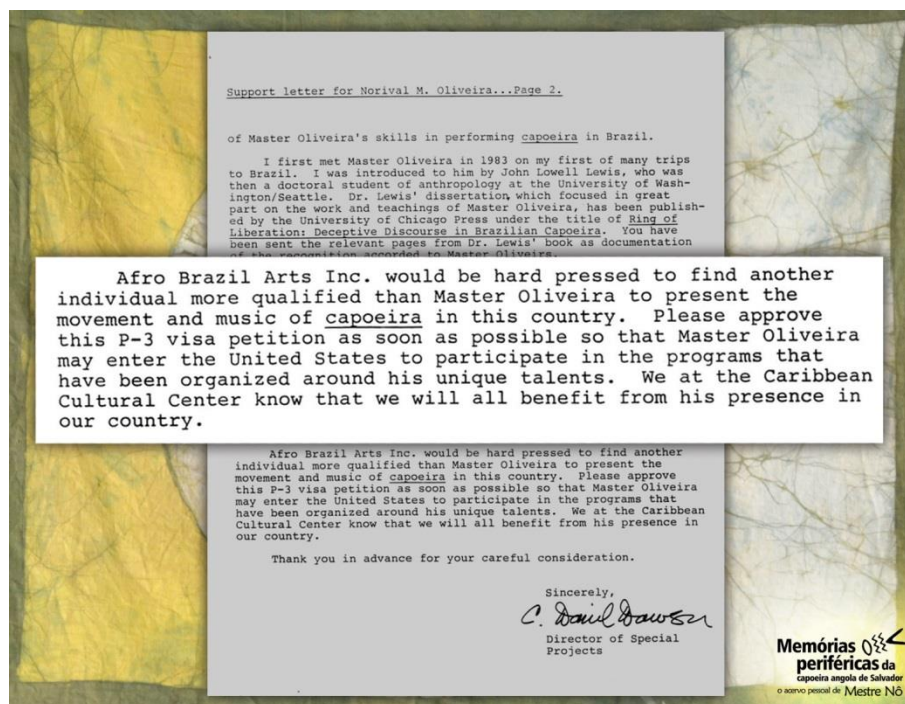 Support letter for Norival M. Oliveira...Page 2.
of Master Oliveira's skills in performing capoeira in Brazil.
I first met Master Oliveira in 1983 on my first of many trips
to Brazil. I was introduced to him by John Lowell Lewis, who was
then a doctoral student of anthropology at the University of Wash-
ington/Seattle. Dr. Lewis' dissertation, which focused in great
part on the work and teachings of Master Oliveira, has been publish-
ed by the University of Chicago Press under the title of Ring of
Liberation: Deceptive Discourse in Brazilian Capoeira. You have
been sent the relevant pages from Dr. Lewis' book as documentation
of the recognition accorded to Master Oliveira.
Afro Brazil Arts Inc. would be hard pressed to find another
individual more qualified than Master Oliveira to present the
movement and music of capoeira in this country. Please approve
this P-3 visa petition as soon as possible so that Master Oliveira
may enter the United States to participate in the programs that
have been organized around his unique talents. We at the Caribbean
Cultural Center know that we will all benefit from his presence in
our country.
Afro Brazil Arts Inc. would be hard pressed to find another
individual more qualified than Master Oliveira to present the
movement and music of capoeira in this country. Please approve
this P-3 visa petition as soon as possible so that Master Oliveira
may enter the United States to participate in the programs that
have been organized around his unique talents. We at the Caribbean
Cultural Center know that we will all benefit from his presence in
our country.
Thank you in advance for your careful consideration.
Sincerely,
C. Daniel Dawson
Director of Special
Projects
Memórias
periféricas da
capoeira angola de Salvador
o acervo pessoal de Mestre Nô